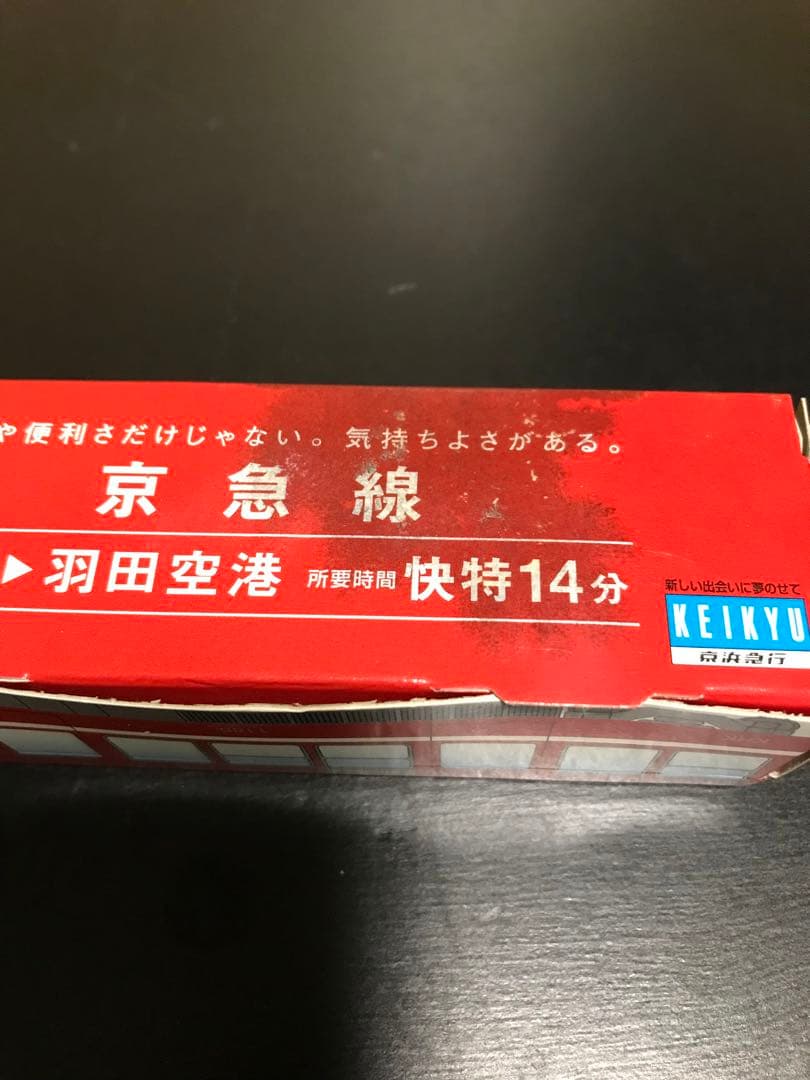 や便利さだけじゃない。気持ちよさがある。
京急線
▶羽田空港 所要時間 快特14分
新しい出会いに夢のせて
KEIKYU
京浜急行